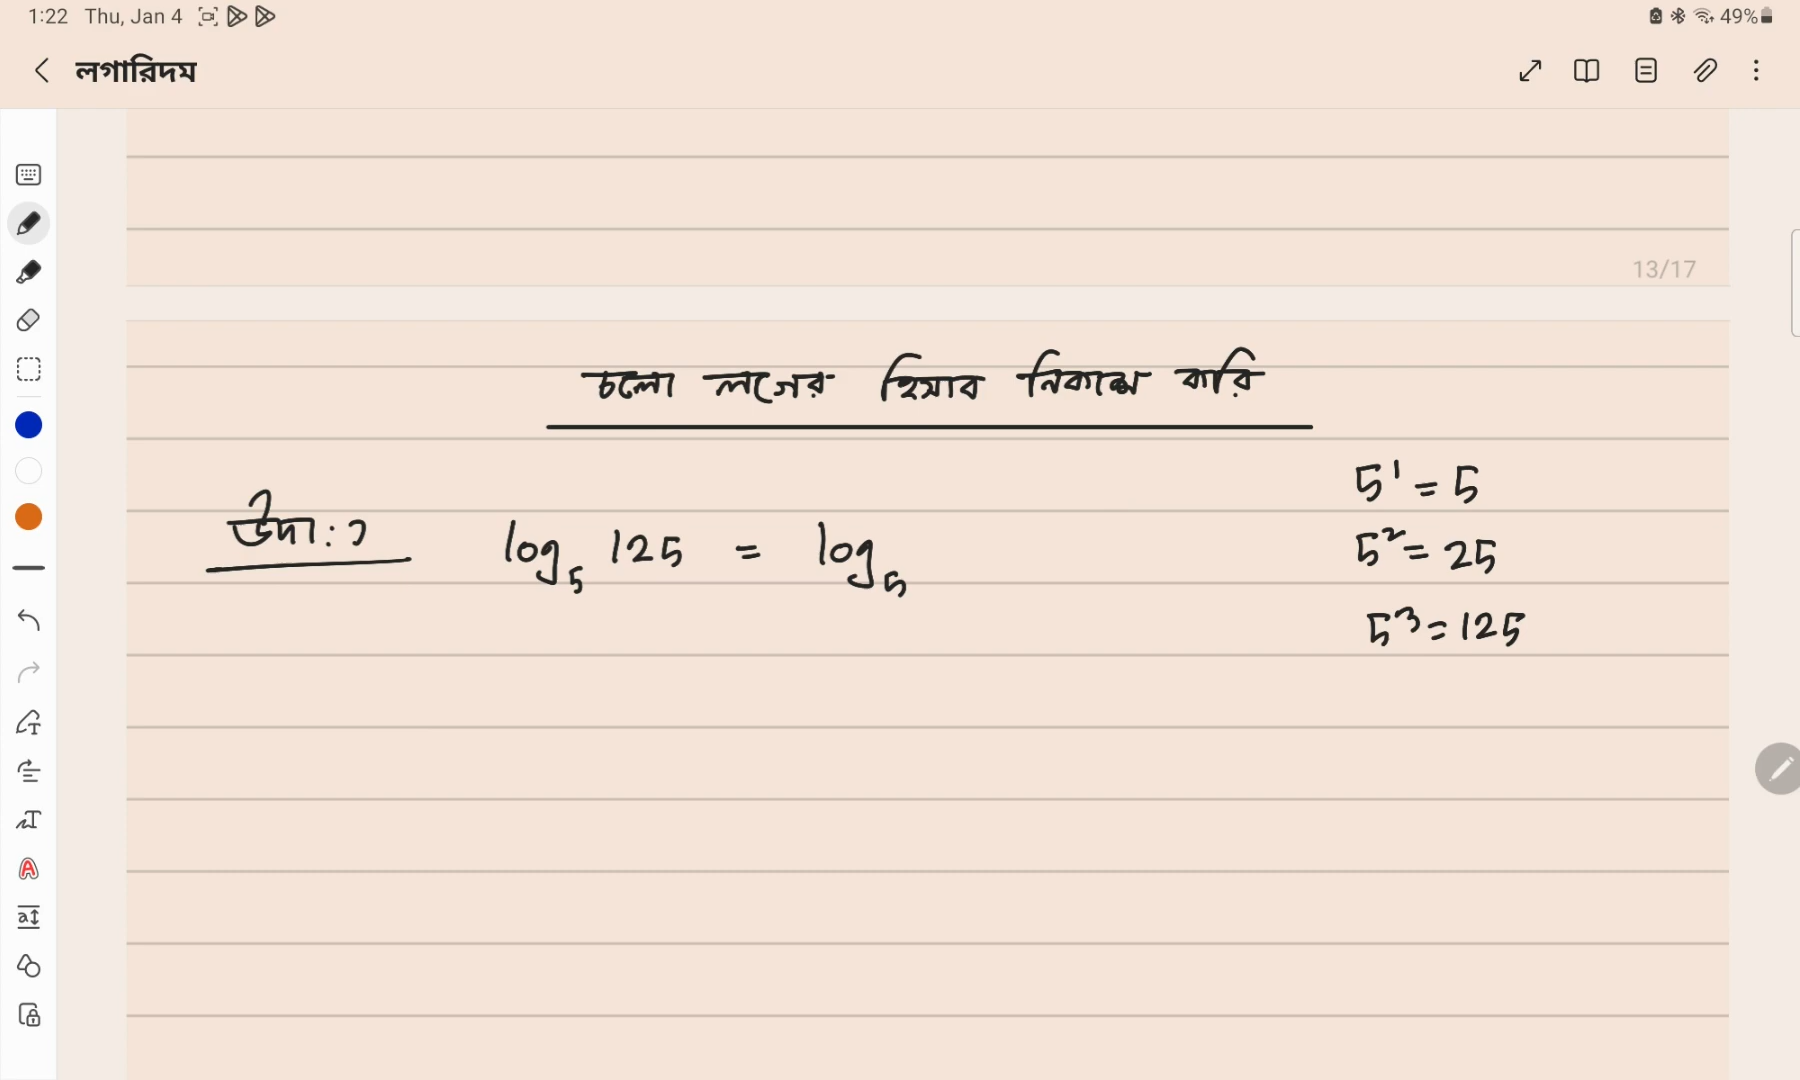 1:22 Thu, Jan 4 49%
লগারিদম
13/17
চলো লগের হিসাব নিকাশ করি
উদা:১ log₅ 125 = log₅
5¹ = 5
5² = 25
5³ = 125